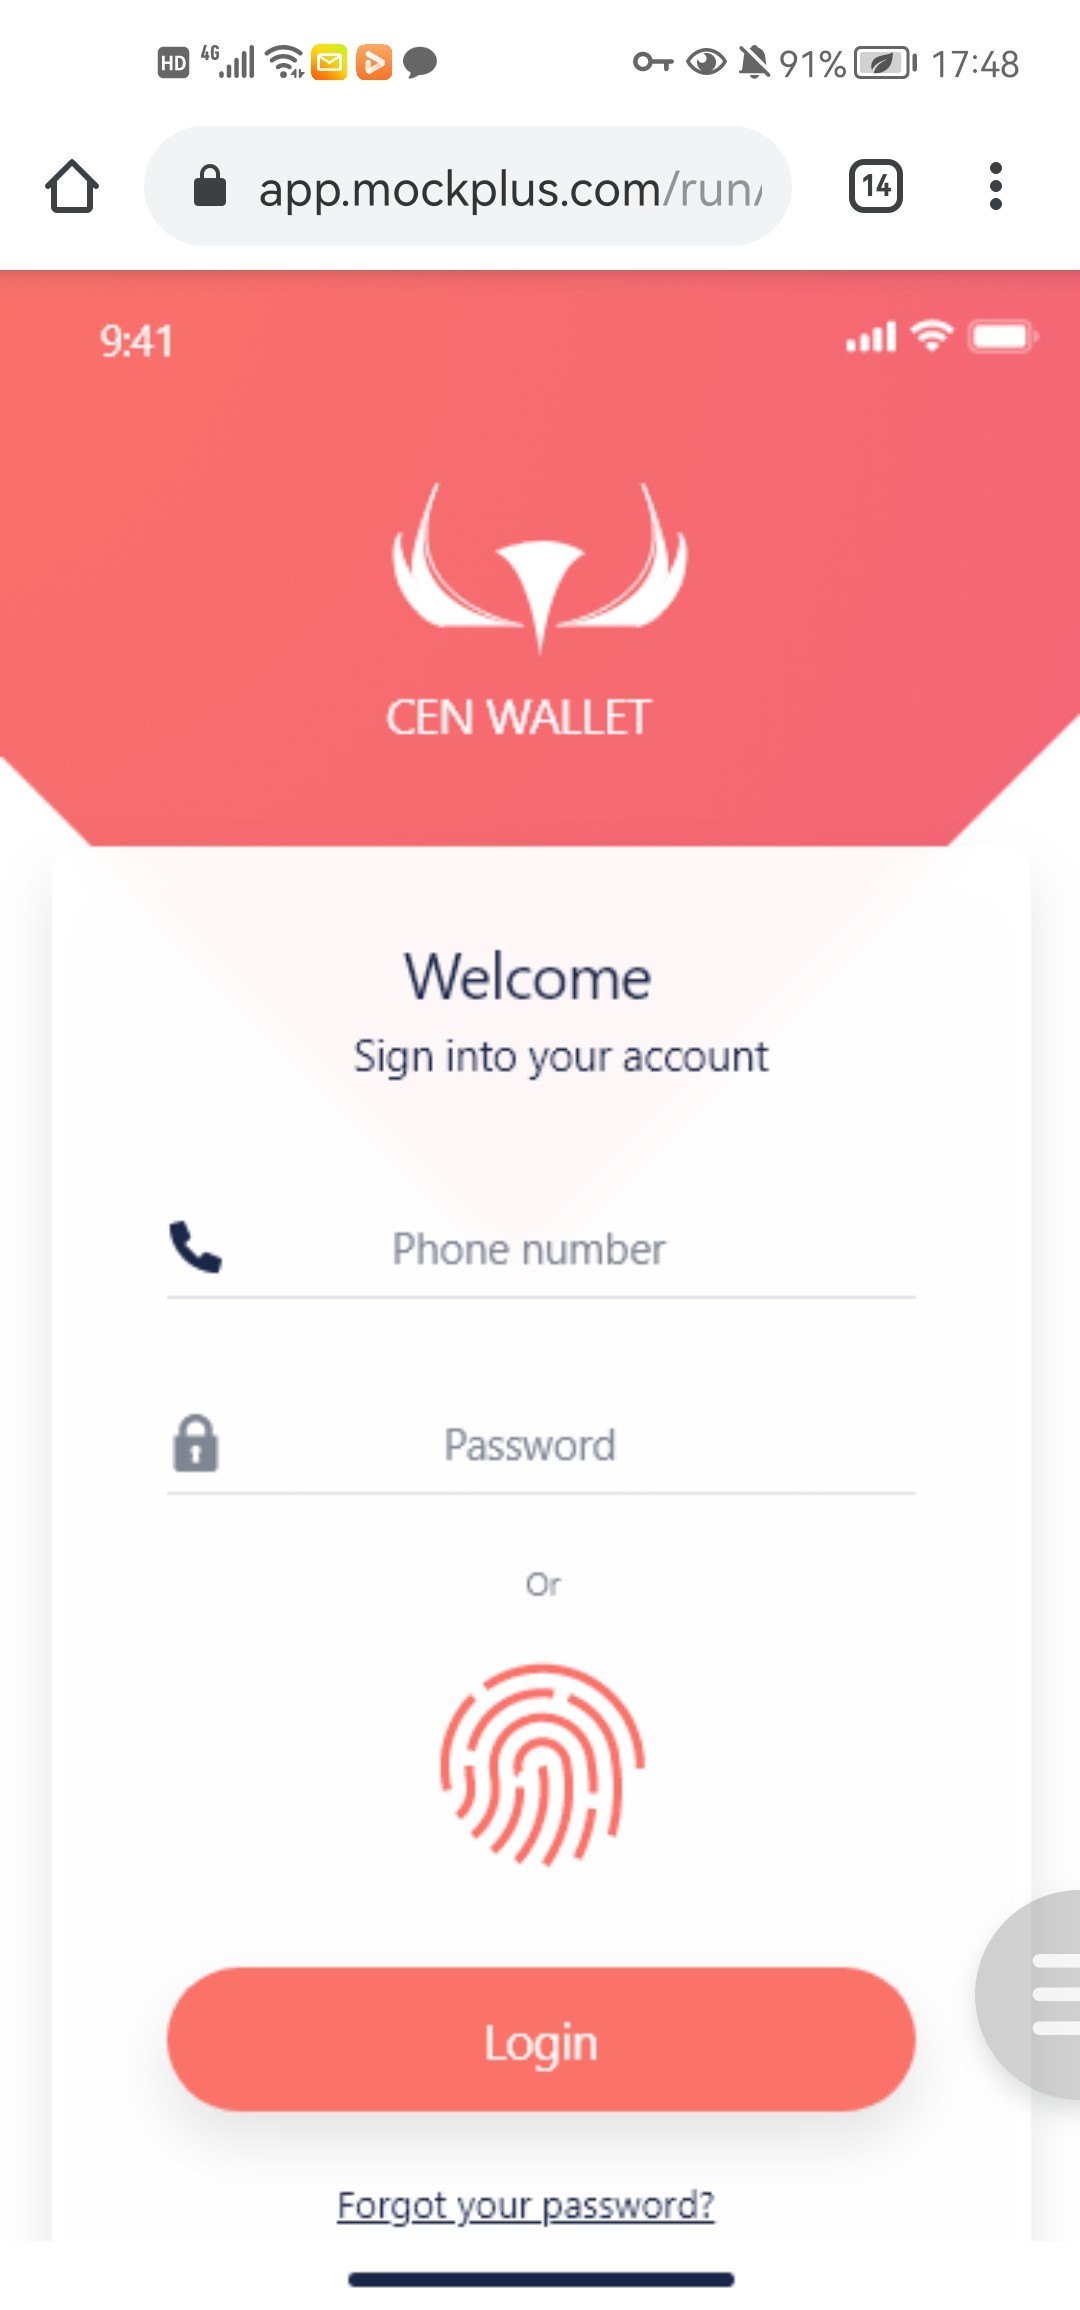 HD 4G 91% 17:48
app.mockplus.com/run/ 14
9:41
CEN WALLET
Welcome
Sign into your account
Phone number
Password
Or
Login
Forgot your password?